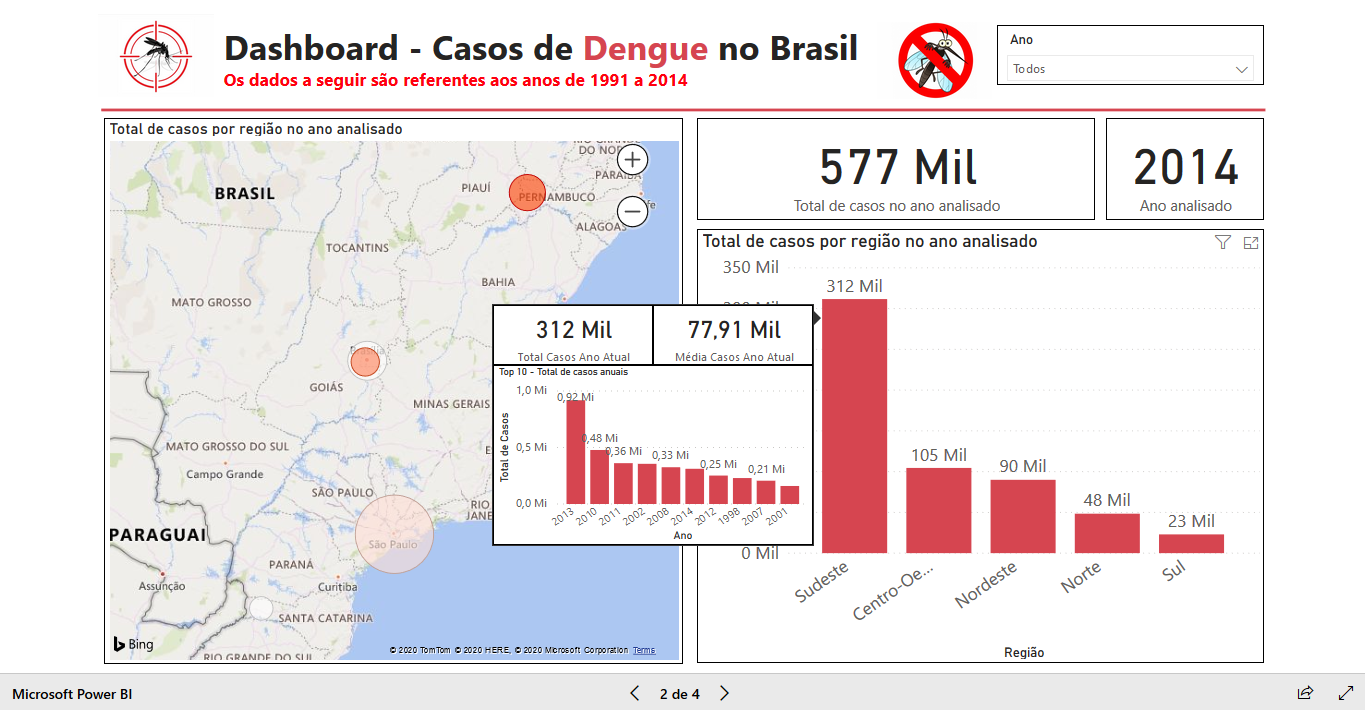 Dashboard - Casos de Dengue no Brasil
Os dados a seguir são referentes aos anos de 1991 a 2014
Ano
Todos
Total de casos por região no ano analisado
BRASIL
PIAUÍ
DO NOR
PARAÍBA
PERNAMBUCO
ALAGOAS
TOCANTINS
BAHIA
MATO GROSSO
GOIÁS
MINAS GERAIS
MATO GROSSO DO SUL
Campo Grande
SÃO PAULO
RIO
São Paulo
PARAGUAI
PARANÁ
Assunção
Curitiba
SANTA CATARINA
RIO GRANDE DO SUL
Bing
© 2020 TomTom © 2020 HERE, © 2020 Microsoft Corporation Terms
577 Mil
Total de casos no ano analisado
2014
Ano analisado
Total de casos por região no ano analisado
350 Mil
0 Mil
312 Mil
105 Mil
90 Mil
48 Mil
23 Mil
Sudeste
Centro-Oe...
Nordeste
Norte
Sul
Região
312 Mil
Total Casos Ano Atual
77,91 Mil
Média Casos Ano Atual
Top 10 - Total de casos anuais
Total de Casos
1,0 Mi
0,5 Mi
0,0 Mi
0,92 Mi
0,48 Mi
0,36 Mi
0,33 Mi
0,25 Mi
0,21 Mi
2013
2010
2011
2002
2008
2014
2012
1998
2007
2001
Ano
Microsoft Power BI
2 de 4